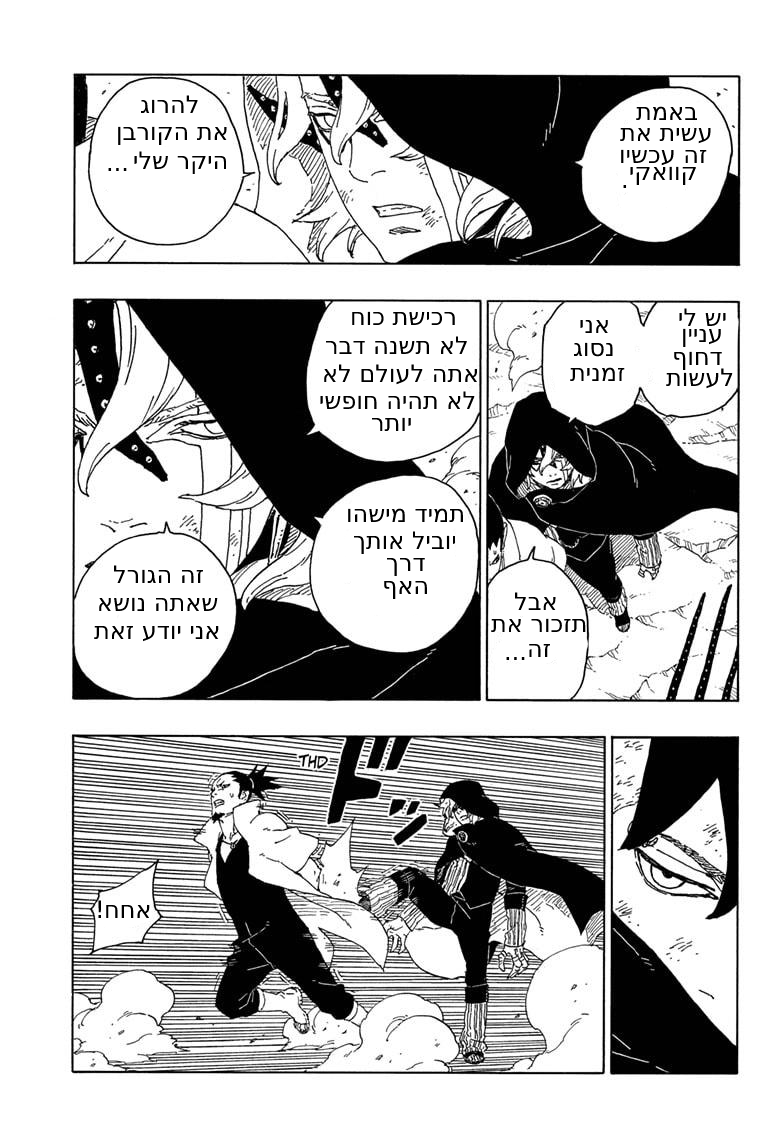 באמת
עשית את
זה עכשיו
קוואקי
.
להרוג
את הקורבן
היקר שלי ...
יש לי
עניין
דחוף
לעשות
אני
נסוג
זמנית
אבל
תזכור את
זה...
רכישת כוח
לא תשנה דבר
אתה לעולם לא
לא תהיה חופשי
יותר
תמיד מישהו
יוביל אותך
דרך
האף
זה הגורל
שאתה נושא
אני יודע זאת
THD
ドッ
אחח!